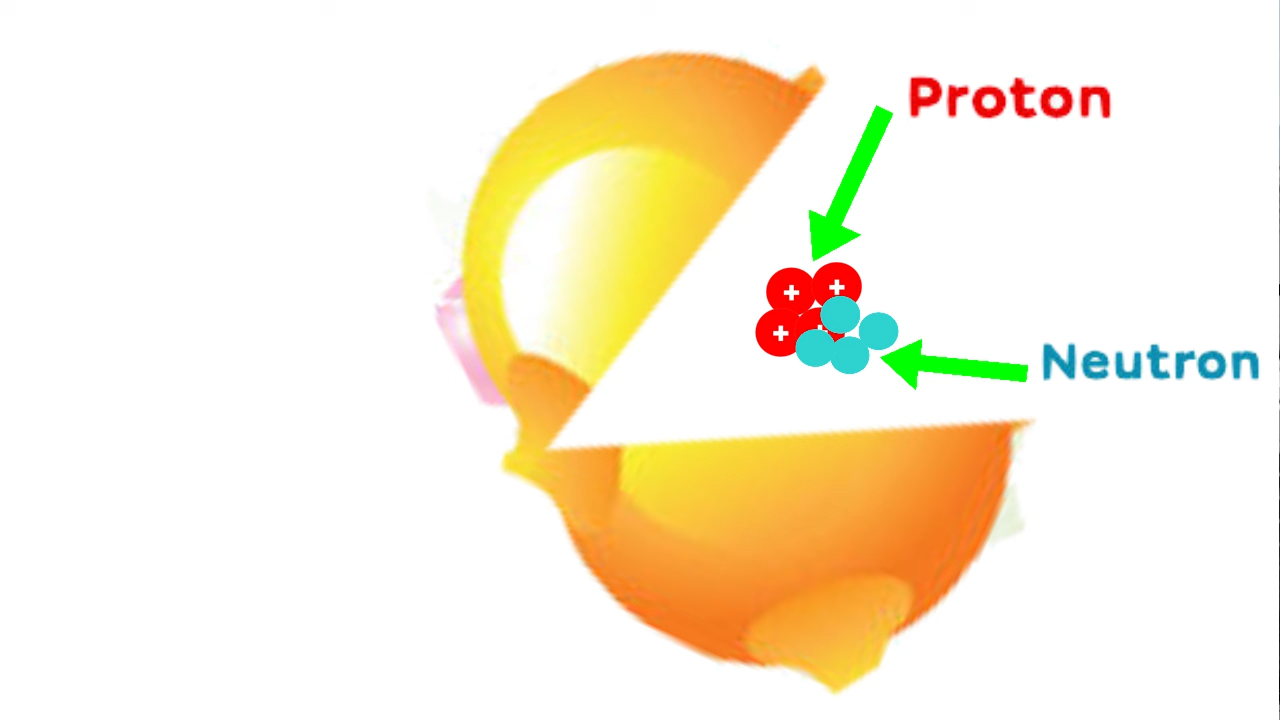 Proton
+ +
+ +
Neutron